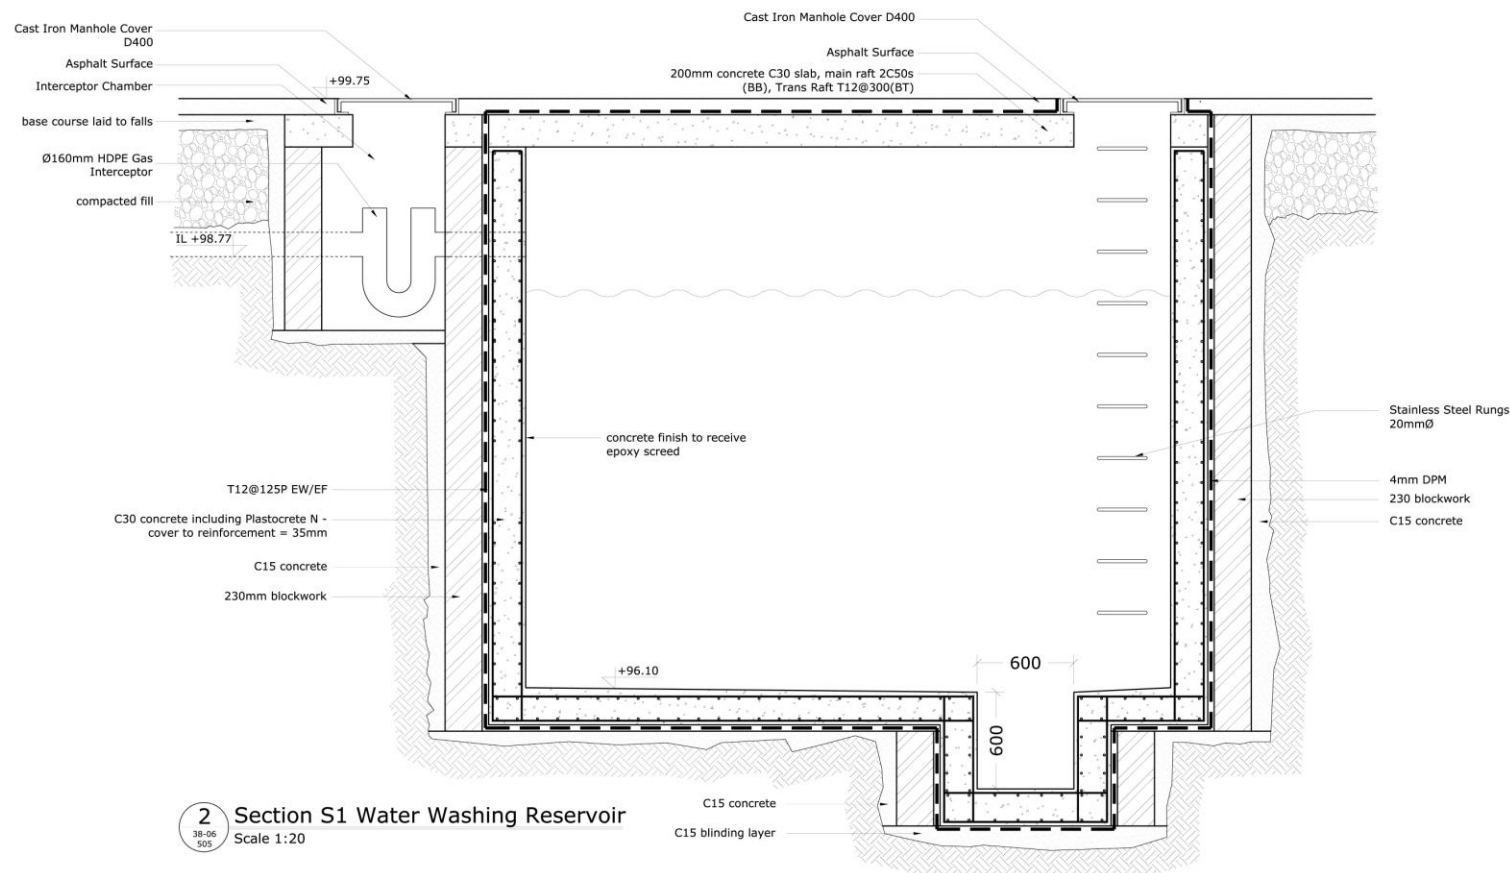 Cast Iron Manhole Cover
D400
Asphalt Surface
Interceptor Chamber
base course laid to falls
Ø160mm HDPE Gas
Interceptor
compacted fill
IL +98.77
+99.75
Cast Iron Manhole Cover D400
Asphalt Surface
200mm concrete C30 slab, main raft 2C50s
(BB), Trans Raft T12@300(BT)
concrete finish to receive
epoxy screed
T12@125P EW/EF
C30 concrete including Plastocrete N -
cover to reinforcement = 35mm
C15 concrete
230mm blockwork
Stainless Steel Rungs
20mmØ
4mm DPM
230 blockwork
C15 concrete
+96.10
600
600
C15 concrete
C15 blinding layer
2
38-06
505
Section S1 Water Washing Reservoir
Scale 1:20